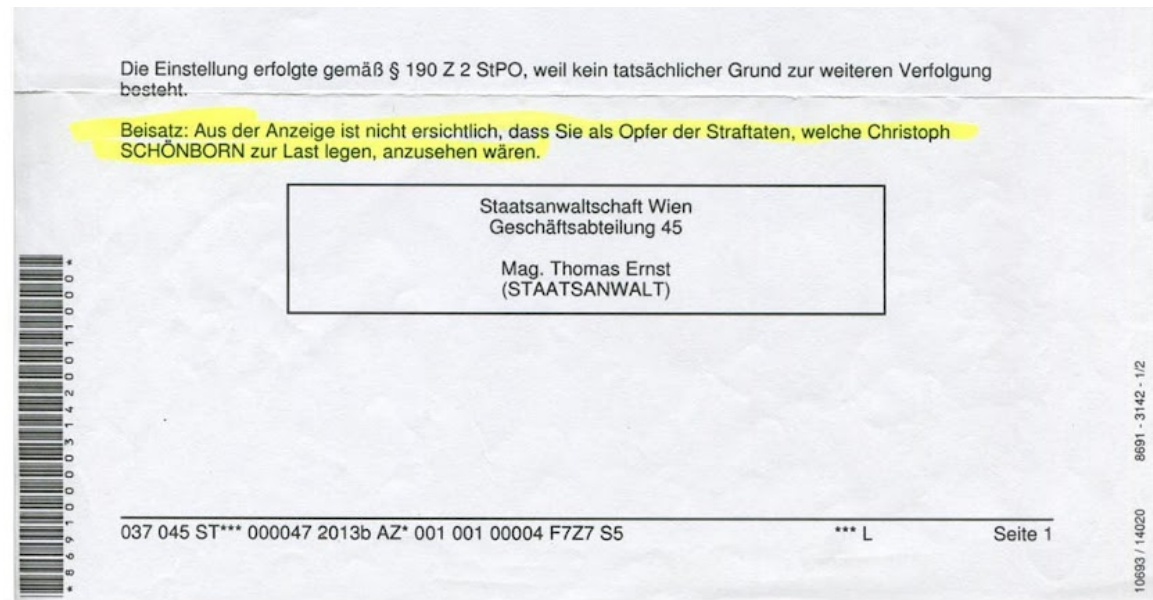 Die Einstellung erfolgte gemäß § 190 Z 2 StPO, weil kein tatsächlicher Grund zur weiteren Verfolgung
besteht.
Beisatz: Aus der Anzeige ist nicht ersichtlich, dass Sie als Opfer der Straftaten, welche Christoph
SCHÖNBORN zur Last legen, anzusehen wären.
Staatsanwaltschaft Wien
Geschäftsabteilung 45
Mag. Thomas Ernst
(STAATSANWALT)
*8691000031420011000*
037 045 ST*** 000047 2013b AZ* 001 001 00004 F7Z7 S5 *** L Seite 1
10693 / 14020 8691 - 3142 - 1/2